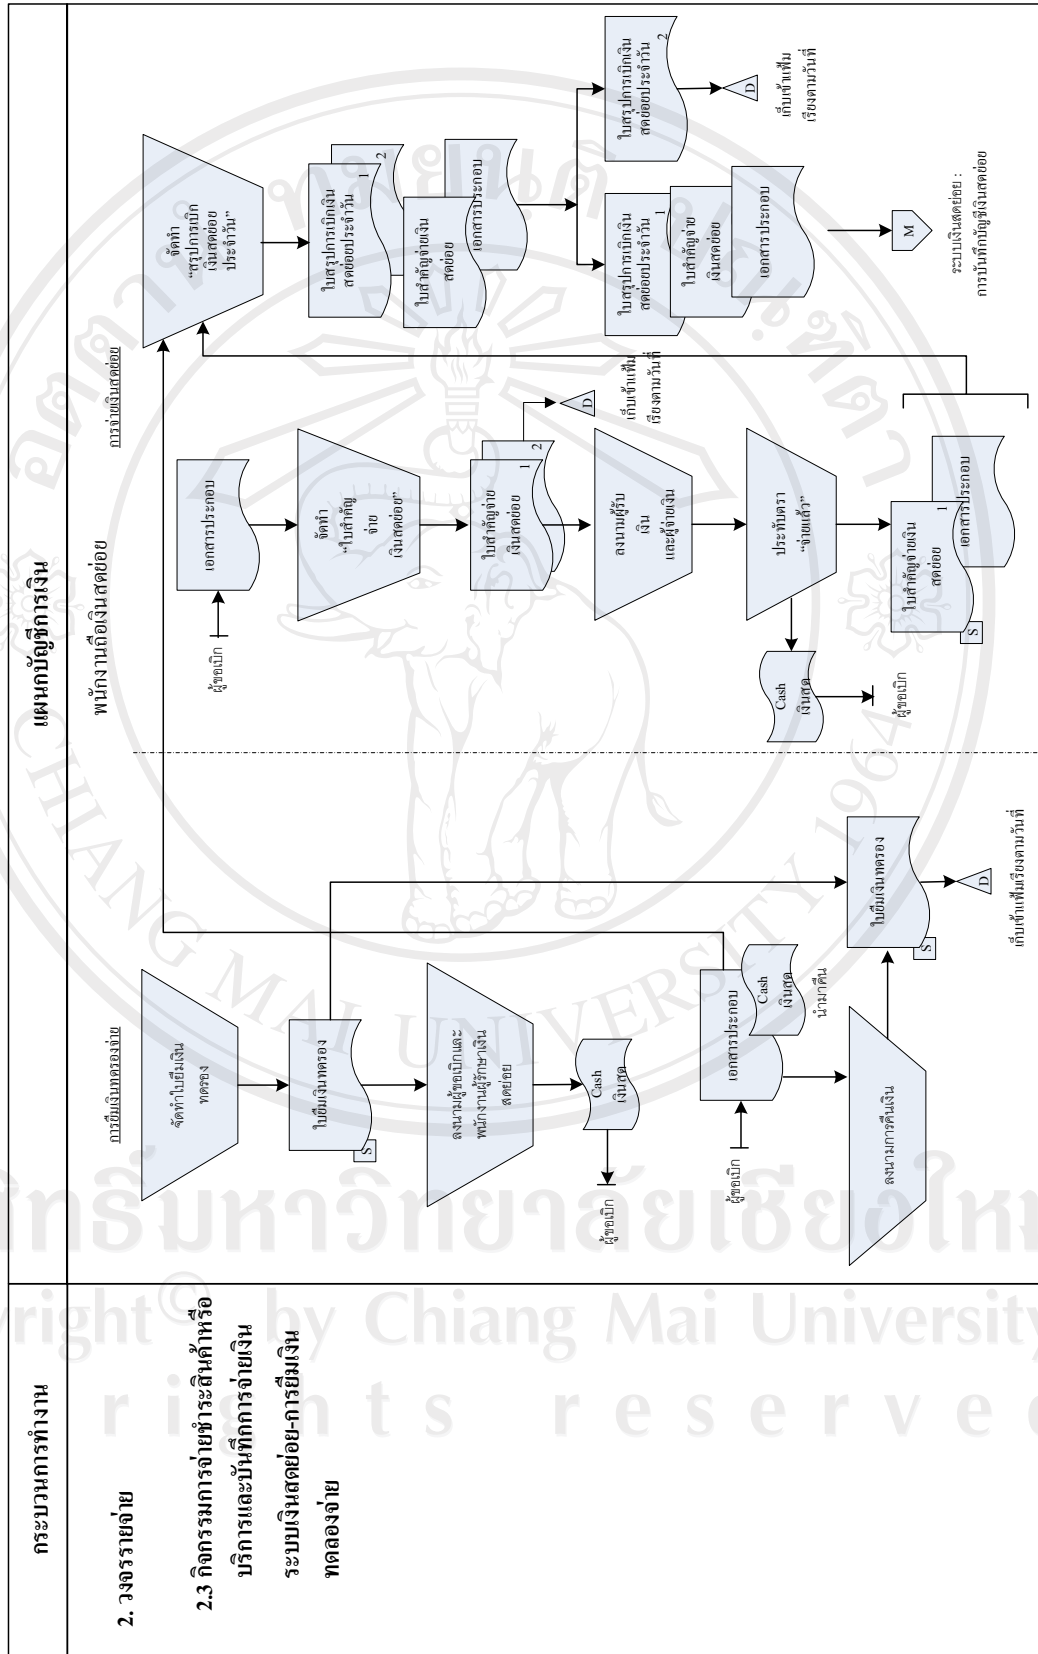 กระบวนการทำงาน
แผนกบัญชีการเงิน
2. วงจรรายจ่าย
2.3 กิจกรรมการจ่ายชำระสินค้าหรือ
บริการและบันทึกการจ่ายเงิน
ระบบเงินสดย่อย-การยืมเงิน
ทดลองจ่าย
พนักงานถือเงินสดย่อย
การยืมเงินทดรองจ่าย
จัดทำใบยืมเงิน
ทดรอง
ใบยืมเงินทดรอง
S
ลงนามผู้ขอเบิกและ
พนักงานผู้รักษาเงิน
สดย่อย
Cash
เงินสด
ผู้ขอเบิก
ผู้ขอเบิก
เอกสารประกอบ
Cash
เงินสด
นำมาคืน
ลงนามการคืนเงิน
ใบยืมเงินทดรอง
S
D
เก็บเข้าแฟ้มเรียงตามวันที่
การจ่ายเงินสดย่อย
ผู้ขอเบิก
เอกสารประกอบ
จัดทำ
“ใบสำคัญ
จ่าย
เงินสดย่อย”
ใบสำคัญจ่าย
เงินสดย่อย
1
2
D
เก็บเข้าแฟ้ม
เรียงตามวันที่
ลงนามผู้รับ
เงิน
และผู้จ่ายเงิน
ประทับตรา
“จ่ายแล้ว”
Cash
เงินสด
ผู้ขอเบิก
ใบสำคัญจ่ายเงิน
สดย่อย
1
S
เอกสารประกอบ
จัดทำ
“สรุปการเบิก
เงินสดย่อย
ประจำวัน”
ใบสรุปการเบิกเงิน
สดย่อยประจำวัน
1
2
ใบสำคัญจ่ายเงิน
สดย่อย
เอกสารประกอบ
ใบสรุปการเบิกเงิน
สดย่อยประจำวัน
1
ใบสำคัญจ่าย
เงินสดย่อย
เอกสารประกอบ
M
ระบบเงินสดย่อย :
การบันทึกบัญชีเงินสดย่อย
ใบสรุปการเบิกเงิน
สดย่อยประจำวัน
2
D
เก็บเข้าแฟ้ม
เรียงตามวันที่
CHIANG MAI UNIVERSITY 1964
สิทธิ์มหาวิทยาลัยเชียงใหม่
yright © by Chiang Mai University
rights reserve